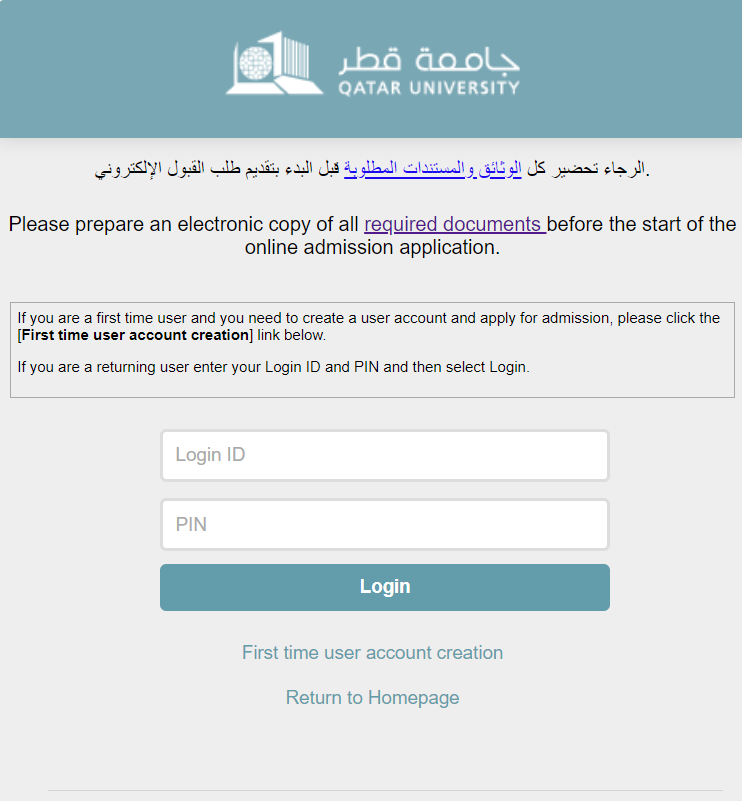 جامعة قطر
QATAR UNIVERSITY
الرجاء تحضير كل الوثائق والمستندات المطلوبة قبل البدء بتقديم طلب القبول الإلكتروني.
Please prepare an electronic copy of all required documents before the start of the
online admission application.
If you are a first time user and you need to create a user account and apply for admission, please click the
[First time user account creation] link below.
If you are a returning user enter your Login ID and PIN and then select Login.
Login ID
PIN
Login
First time user account creation
Return to Homepage